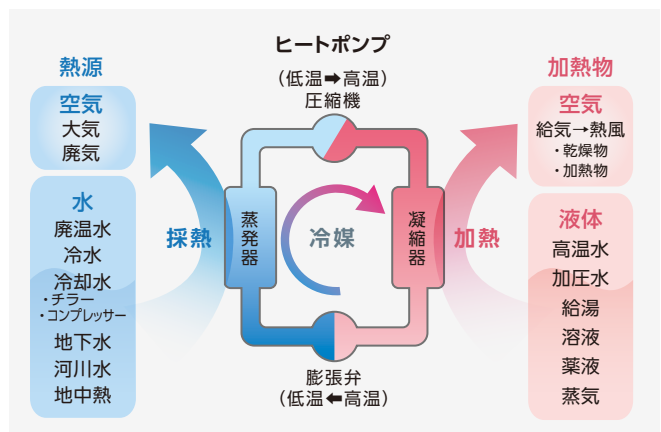 ヒートポンプ
(低温➡高温)
圧縮機
熱源
空気
大気
廃気
水
廃温水
冷水
冷却水
・チラー
・コンプレッサー
地下水
河川水
地中熱
採熱
蒸発器
冷媒
凝縮器
加熱
膨張弁
(低温⬅高温)
加熱物
空気
給気→熱風
・乾燥物
・加熱物
液体
高温水
加圧水
給湯
溶液
薬液
蒸気